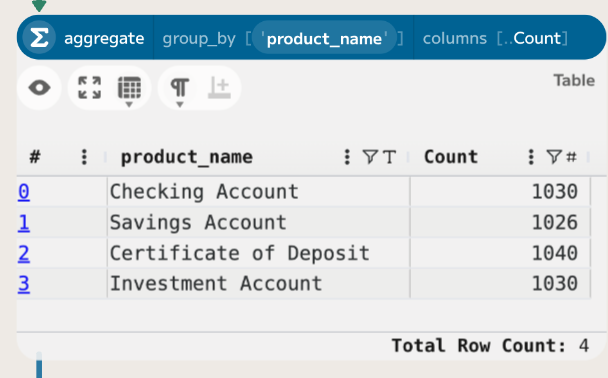 Σ aggregate group_by ['product_name'] columns [..Count]
Table
# product_name T Count #
0 Checking Account 1030
1 Savings Account 1026
2 Certificate of Deposit 1040
3 Investment Account 1030
Total Row Count: 4